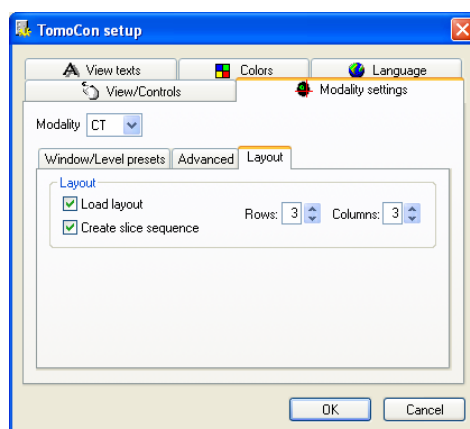 TomoCon setup
View texts
Colors
Language
View/Controls
Modality settings
Modality CT
Window/Level presets Advanced Layout
Layout
Load layout
Rows: 3 Columns: 3
Create slice sequence
OK Cancel